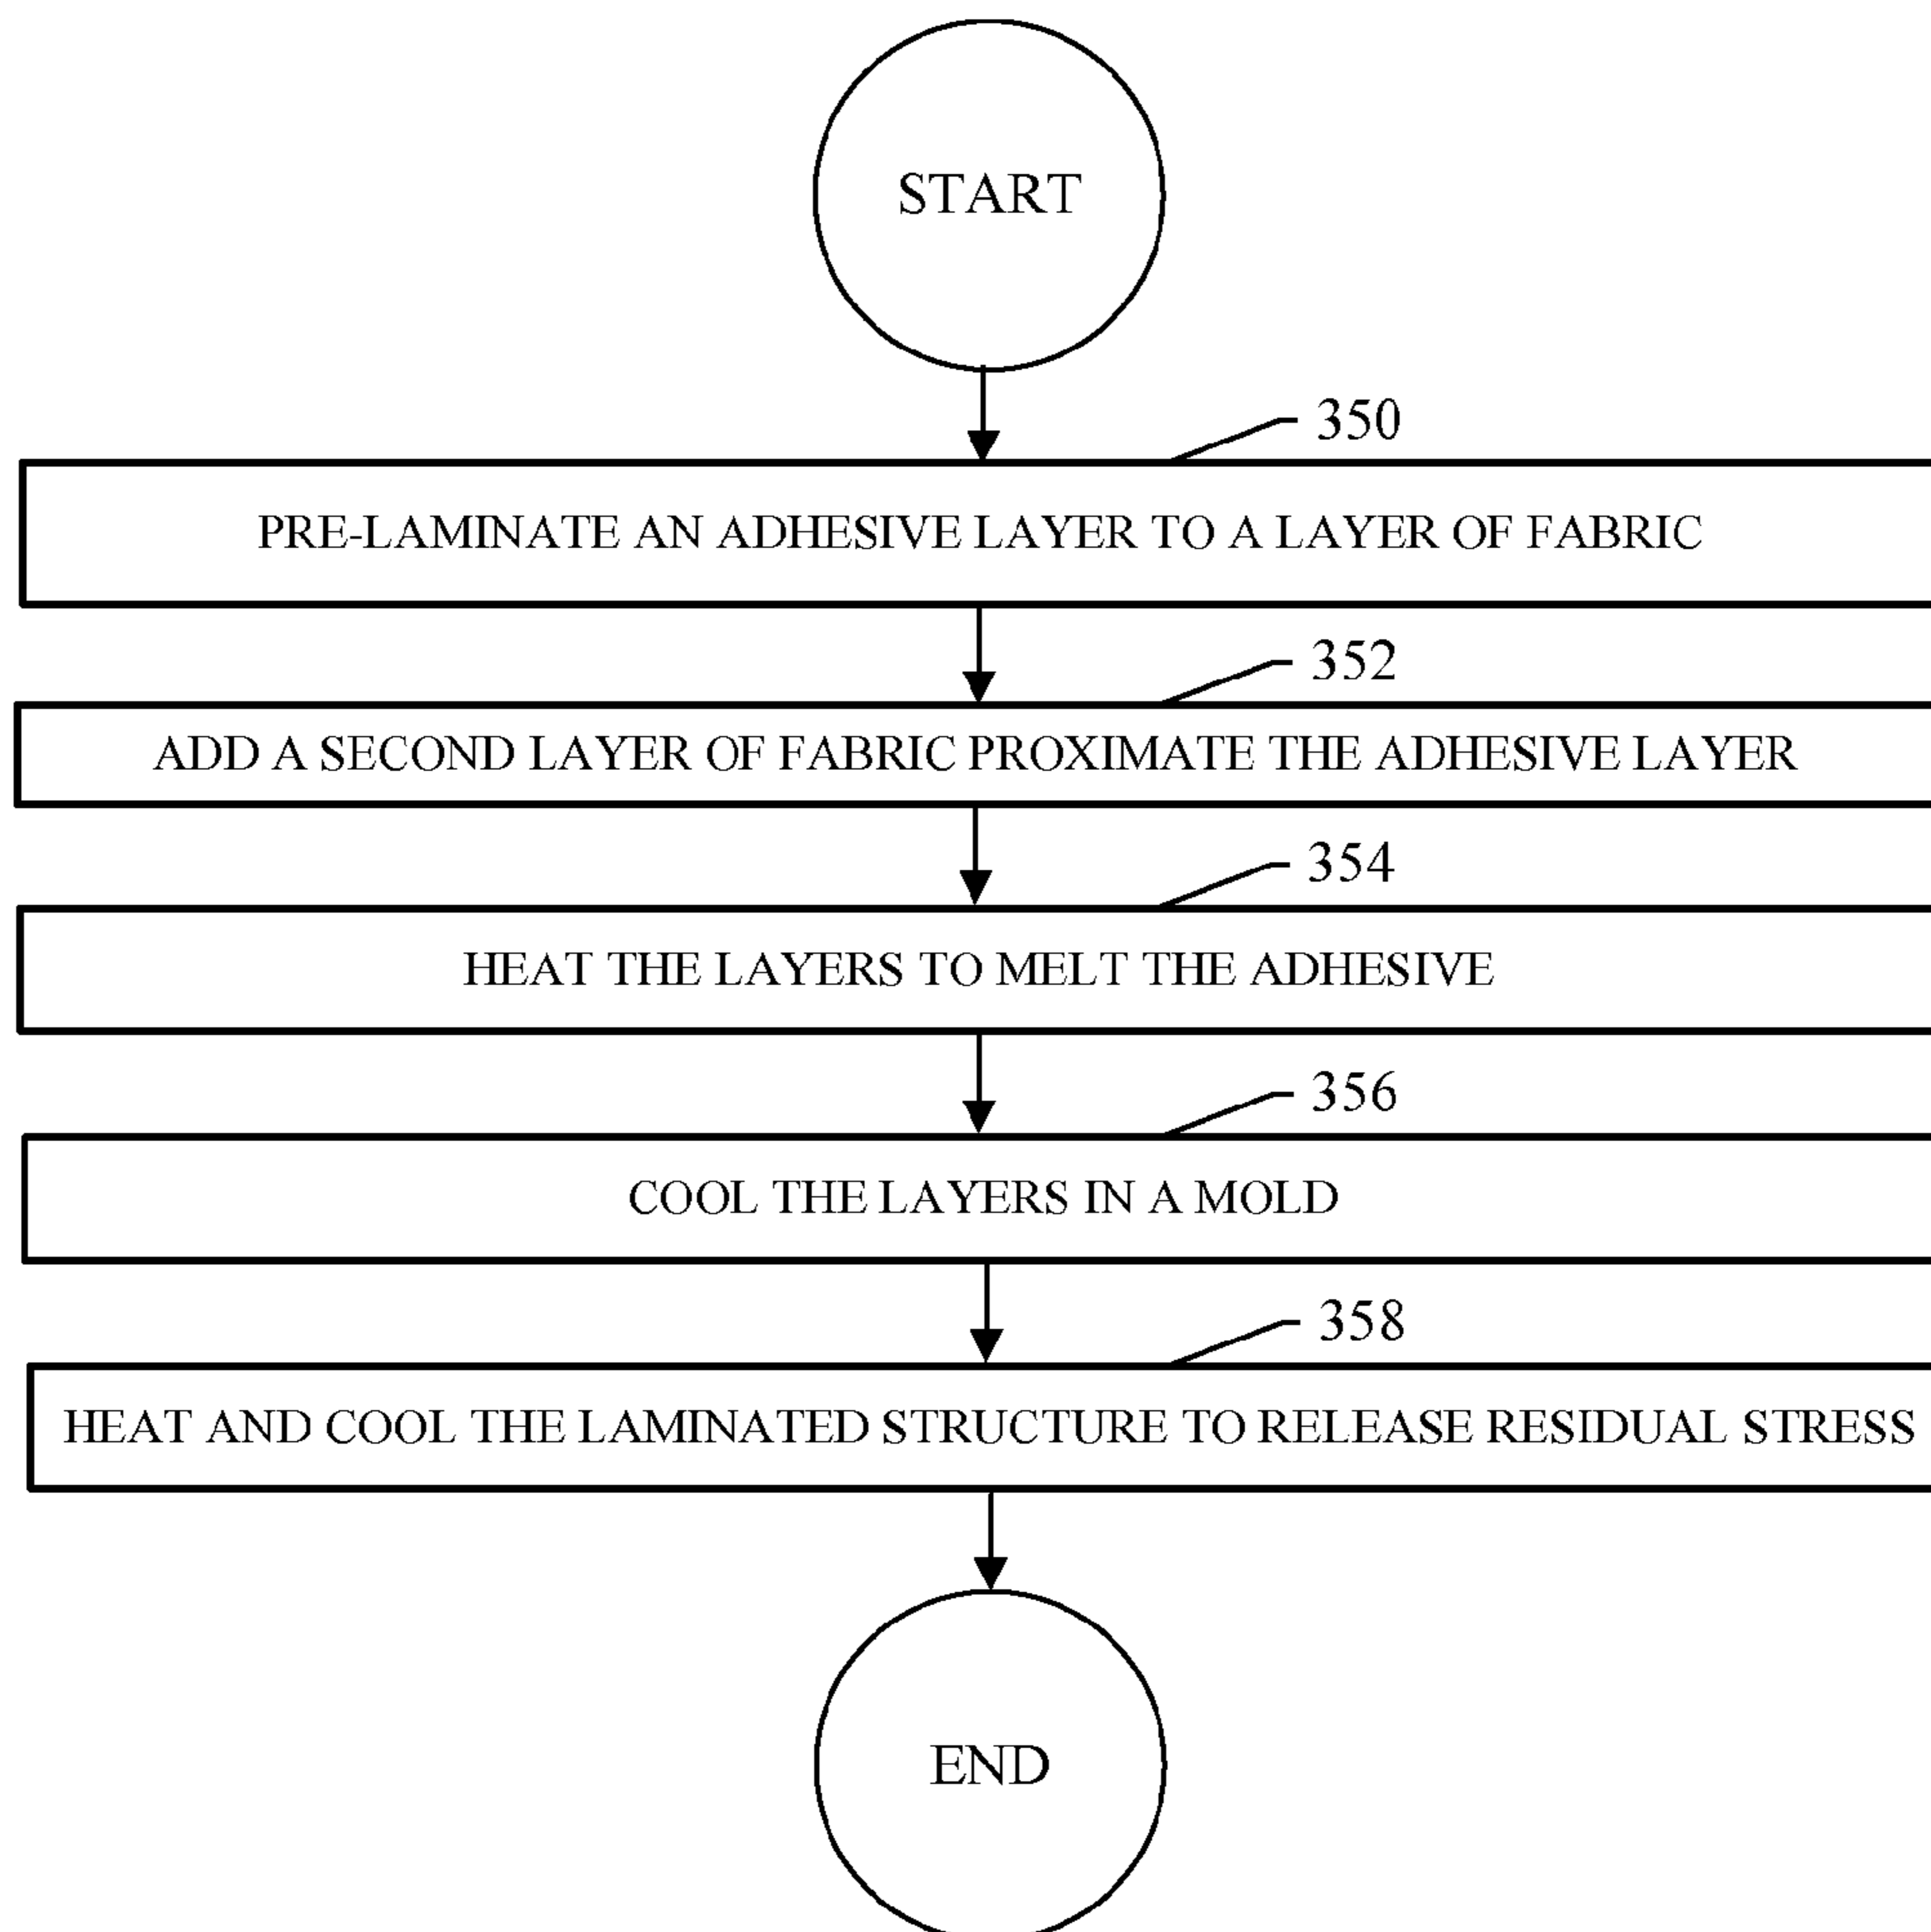 START
350
PRE-LAMINATE AN ADHESIVE LAYER TO A LAYER OF FABRIC
352
ADD A SECOND LAYER OF FABRIC PROXIMATE THE ADHESIVE LAYER
354
HEAT THE LAYERS TO MELT THE ADHESIVE
356
COOL THE LAYERS IN A MOLD
358
HEAT AND COOL THE LAMINATED STRUCTURE TO RELEASE RESIDUAL STRESS
END